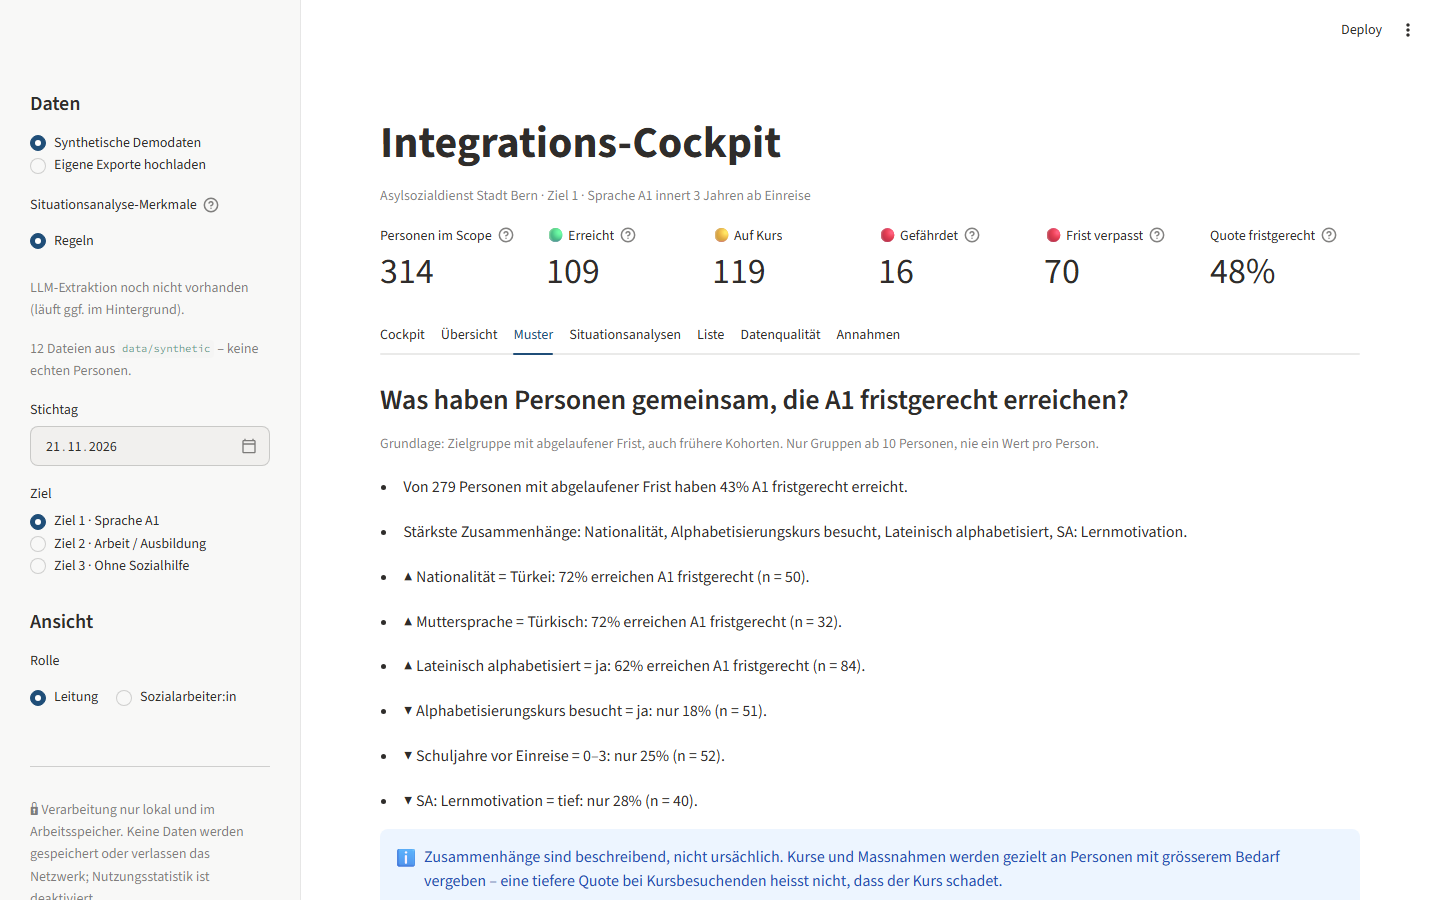 Deploy
Daten
Synthetische Demodaten
Eigene Exporte hochladen
Situationsanalyse-Merkmale
Regeln
LLM-Extraktion noch nicht vorhanden
(läuft ggf. im Hintergrund).
12 Dateien aus data/synthetic – keine
echten Personen.
Stichtag
21.11.2026
Ziel
Ziel 1 · Sprache A1
Ziel 2 · Arbeit / Ausbildung
Ziel 3 · Ohne Sozialhilfe
Ansicht
Rolle
Leitung Sozialarbeiter:in
Verarbeitung nur lokal und im
Arbeitsspeicher. Keine Daten werden
gespeichert oder verlassen das
Netzwerk; Nutzungsstatistik ist
deaktiviert.
Integrations-Cockpit
Asylsozialdienst Stadt Bern · Ziel 1 · Sprache A1 innert 3 Jahren ab Einreise
Personen im Scope Erreicht Auf Kurs Gefährdet Frist verpasst Quote fristgerecht
314 109 119 16 70 48%
Cockpit Übersicht Muster Situationsanalysen Liste Datenqualität Annahmen
Was haben Personen gemeinsam, die A1 fristgerecht erreichen?
Grundlage: Zielgruppe mit abgelaufener Frist, auch frühere Kohorten. Nur Gruppen ab 10 Personen, nie ein Wert pro Person.
• Von 279 Personen mit abgelaufener Frist haben 43% A1 fristgerecht erreicht.
• Stärkste Zusammenhänge: Nationalität, Alphabetisierungskurs besucht, Lateinisch alphabetisiert, SA: Lernmotivation.
• ▲ Nationalität = Türkei: 72% erreichen A1 fristgerecht (n = 50).
• ▲ Muttersprache = Türkisch: 72% erreichen A1 fristgerecht (n = 32).
• ▲ Lateinisch alphabetisiert = ja: 62% erreichen A1 fristgerecht (n = 84).
• ▼ Alphabetisierungskurs besucht = ja: nur 18% (n = 51).
• ▼ Schuljahre vor Einreise = 0–3: nur 25% (n = 52).
• ▼ SA: Lernmotivation = tief: nur 28% (n = 40).
Zusammenhänge sind beschreibend, nicht ursächlich. Kurse und Massnahmen werden gezielt an Personen mit grösserem Bedarf
vergeben – eine tiefere Quote bei Kursbesuchenden heisst nicht, dass der Kurs schadet.